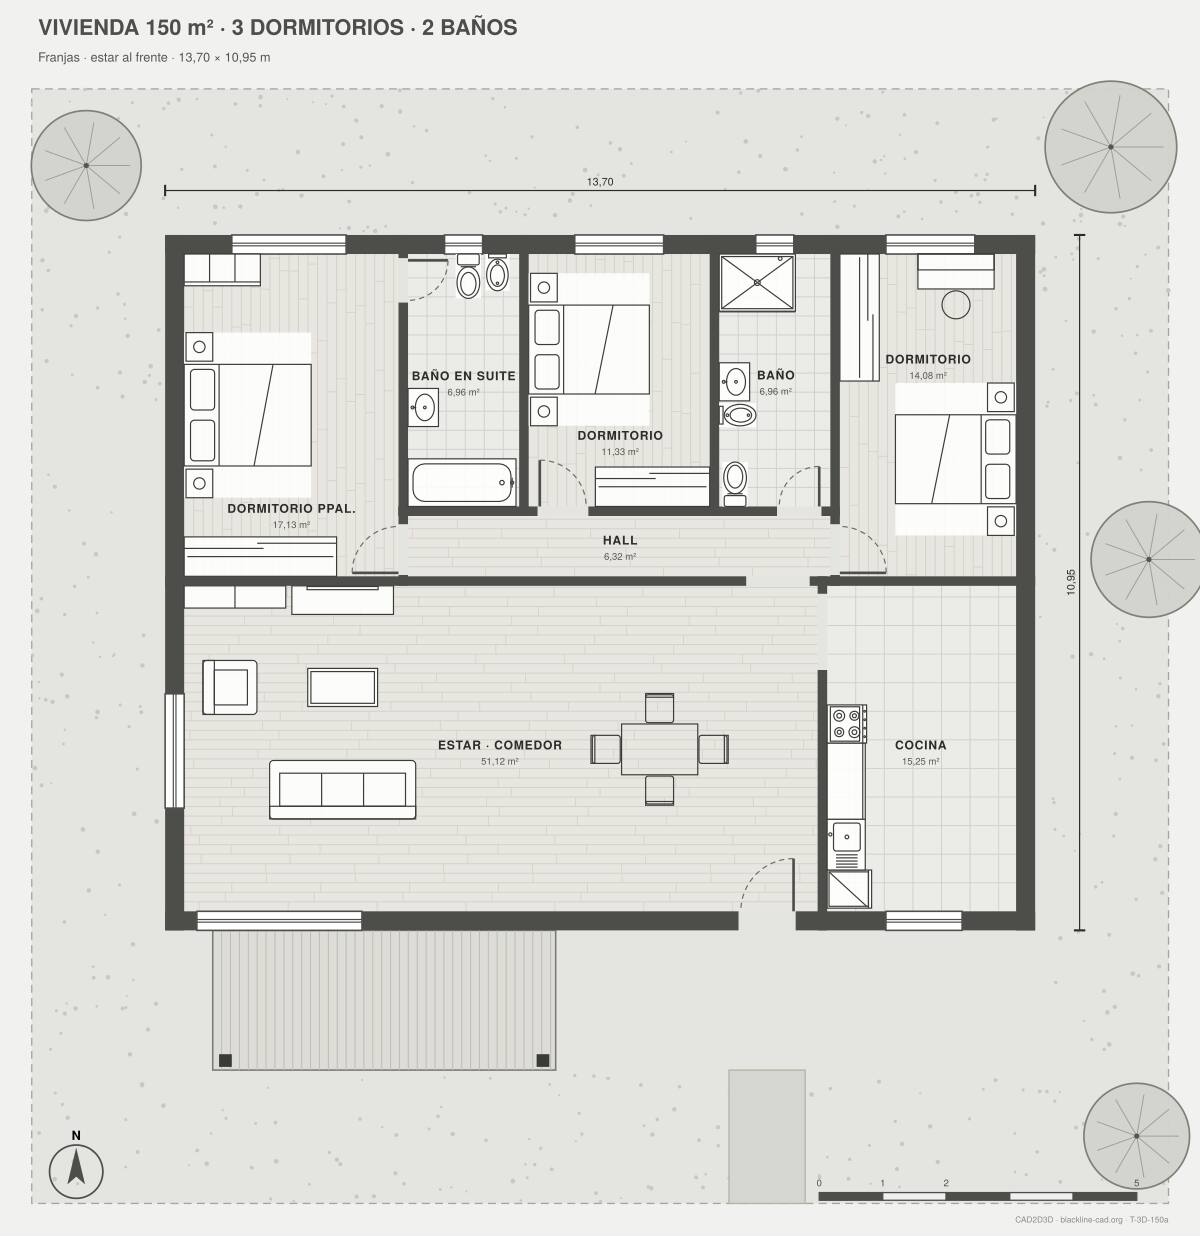 VIVIENDA 150 m² · 3 DORMITORIOS · 2 BAÑOS
Franjas · estar al frente · 13,70 × 10,95 m
13,70
DORMITORIO
14,08 m²
BAÑO EN SUITE
6,96 m²
BAÑO
6,96 m²
DORMITORIO
11,33 m²
DORMITORIO PPAL.
17,13 m²
HALL
6,32 m²
10,95
ESTAR · COMEDOR
51,12 m²
COCINA
15,25 m²
N
0 1 2 5
CAD2D3D · blackline-cad.org · T-3D-150a